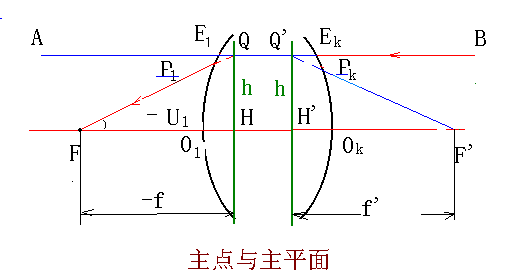 A E1 Q Q' Ek B
P1 Pk
h h
- U1 H H'
F O1 Ok F'
-f f'
主点与主平面